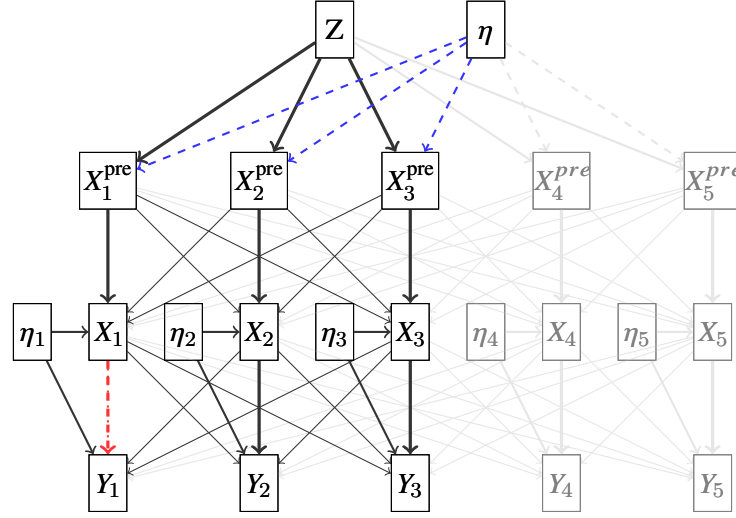 Z η
X₁ᵖʳᵉ X₂ᵖʳᵉ X₃ᵖʳᵉ X₄ᵖʳᵉ X₅ᵖʳᵉ
η₁ X₁ η₂ X₂ η₃ X₃ η₄ X₄ η₅ X₅
Y₁ Y₂ Y₃ Y₄ Y₅